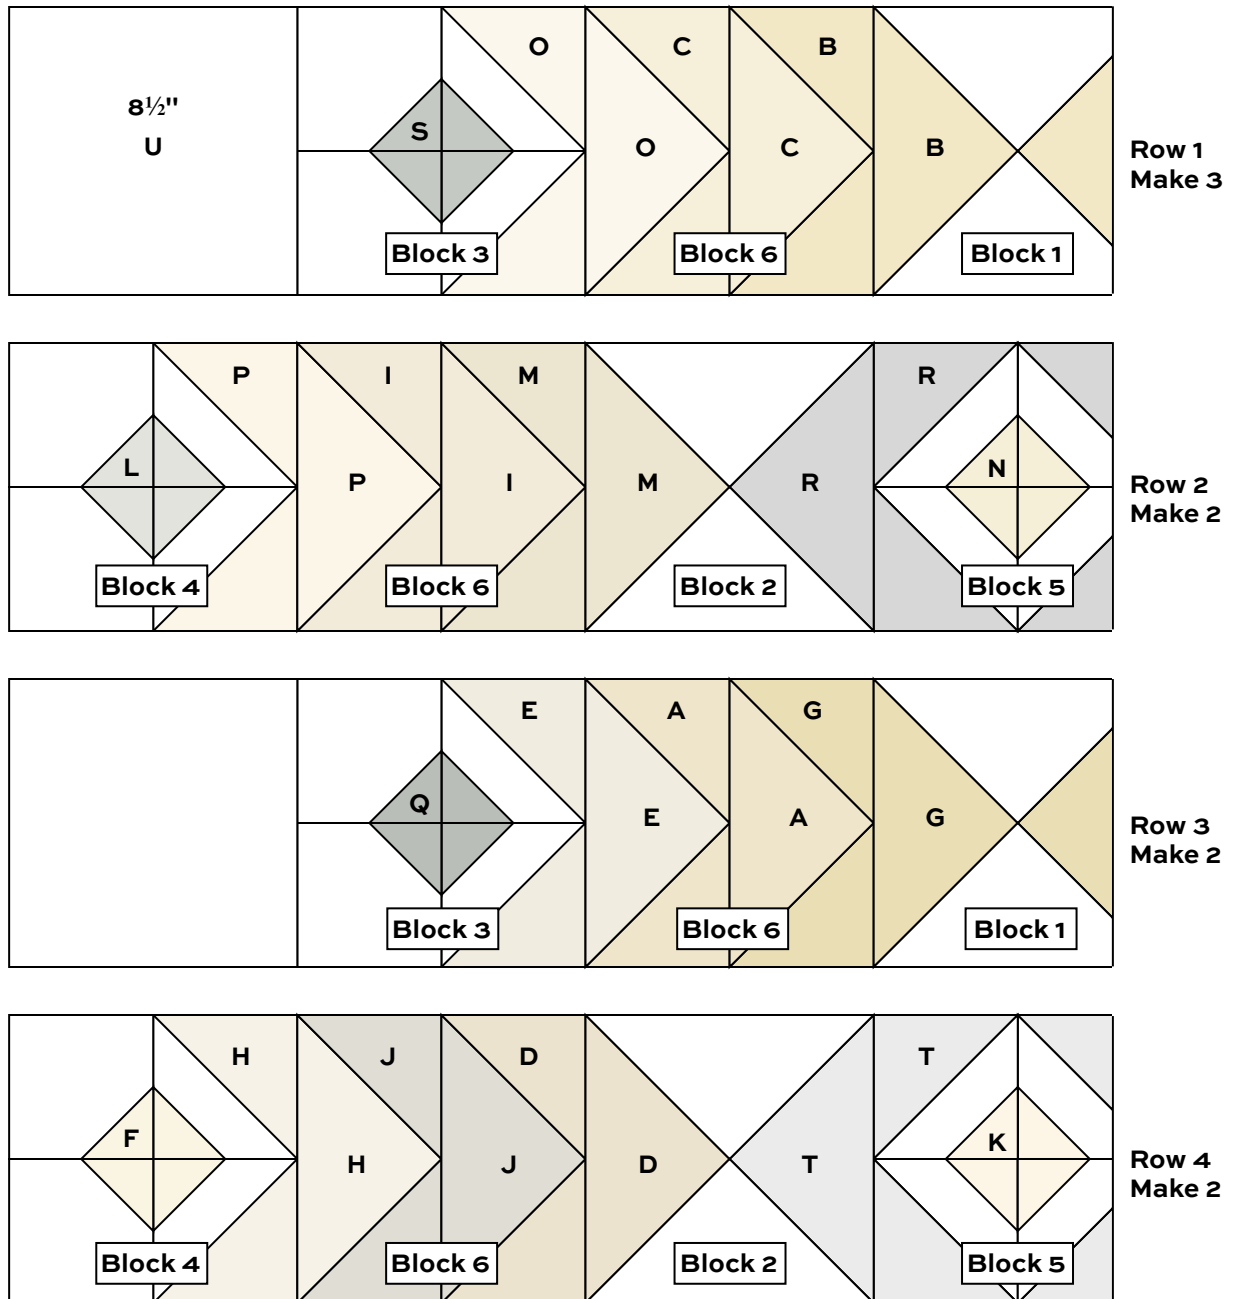 8½"
U
S
O
C
B
O
C
B
Block 3
Block 6
Block 1
Row 1
Make 3
P
I
M
R
L
P
I
M
R
N
Block 4
Block 6
Block 2
Block 5
Row 2
Make 2
E
A
G
Q
E
A
G
Block 3
Block 6
Block 1
Row 3
Make 2
H
J
D
T
F
H
J
D
T
K
Block 4
Block 6
Block 2
Block 5
Row 4
Make 2